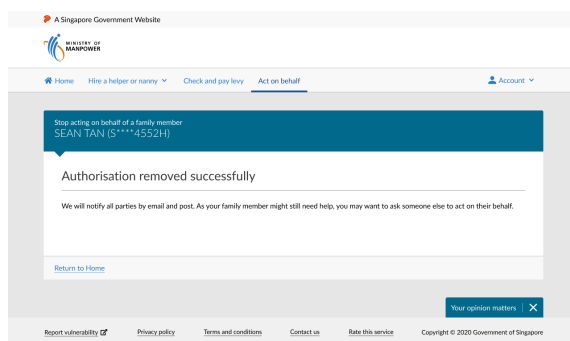 A Singapore Government Website
MINISTRY OF
MANPOWER
Home Hire a helper or nanny Check and pay levy Act on behalf Account
Stop acting on behalf of a family member
SEAN TAN (S****4552H)
Authorisation removed successfully
We will notify all parties by email and post. As your family member might still need help, you may want to ask someone else to act on their behalf.
Return to Home
Your opinion matters
Report vulnerability Privacy policy Terms and conditions Contact us Rate this service Copyright © 2020 Government of Singapore